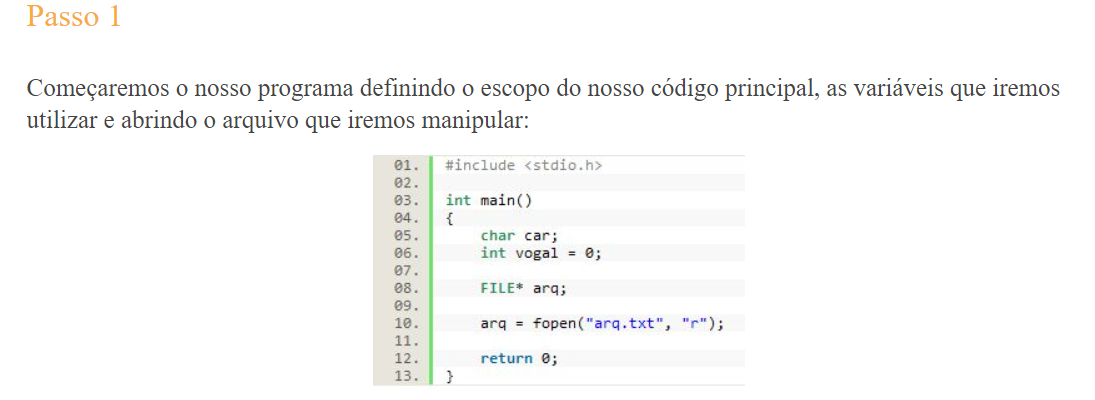 Passo 1
Começaremos o nosso programa definindo o escopo do nosso código principal, as variáveis que iremos
utilizar e abrindo o arquivo que iremos manipular:
01. #include <stdio.h>
02.
03. int main()
04. {
05.     char car;
06.     int vogal = 0;
07.
08.     FILE* arq;
09.
10.     arq = fopen("arq.txt", "r");
11.
12.     return 0;
13. }